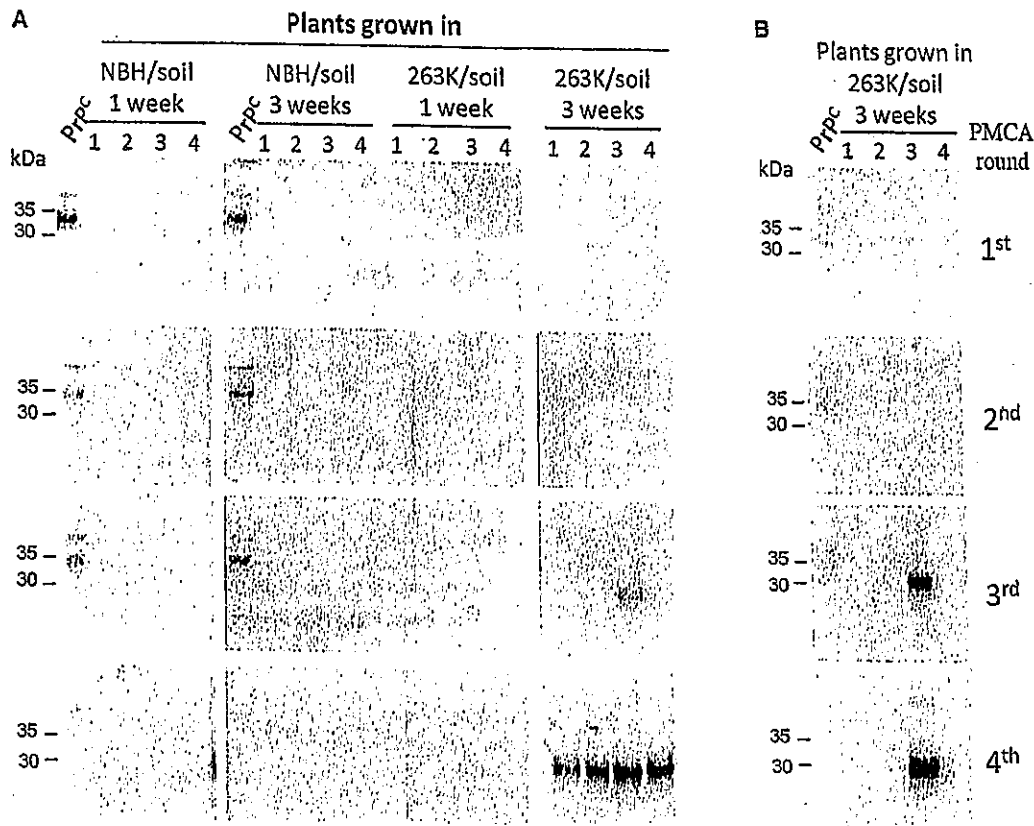 A
Plants grown in
NBH/soil 1 week
NBH/soil 3 weeks
263K/soil 1 week
263K/soil 3 weeks
kDa
PrPC 1 2 3 4
PrPC 1 2 3 4 1 2 3 4 1 2 3 4
35
30
35
30
35
30
35
30
B
Plants grown in
263K/soil
3 weeks
PMCA
round
kDa
PrPC 1 2 3 4
35
30
1st
35
30
2nd
35
30
3rd
35
30
4th